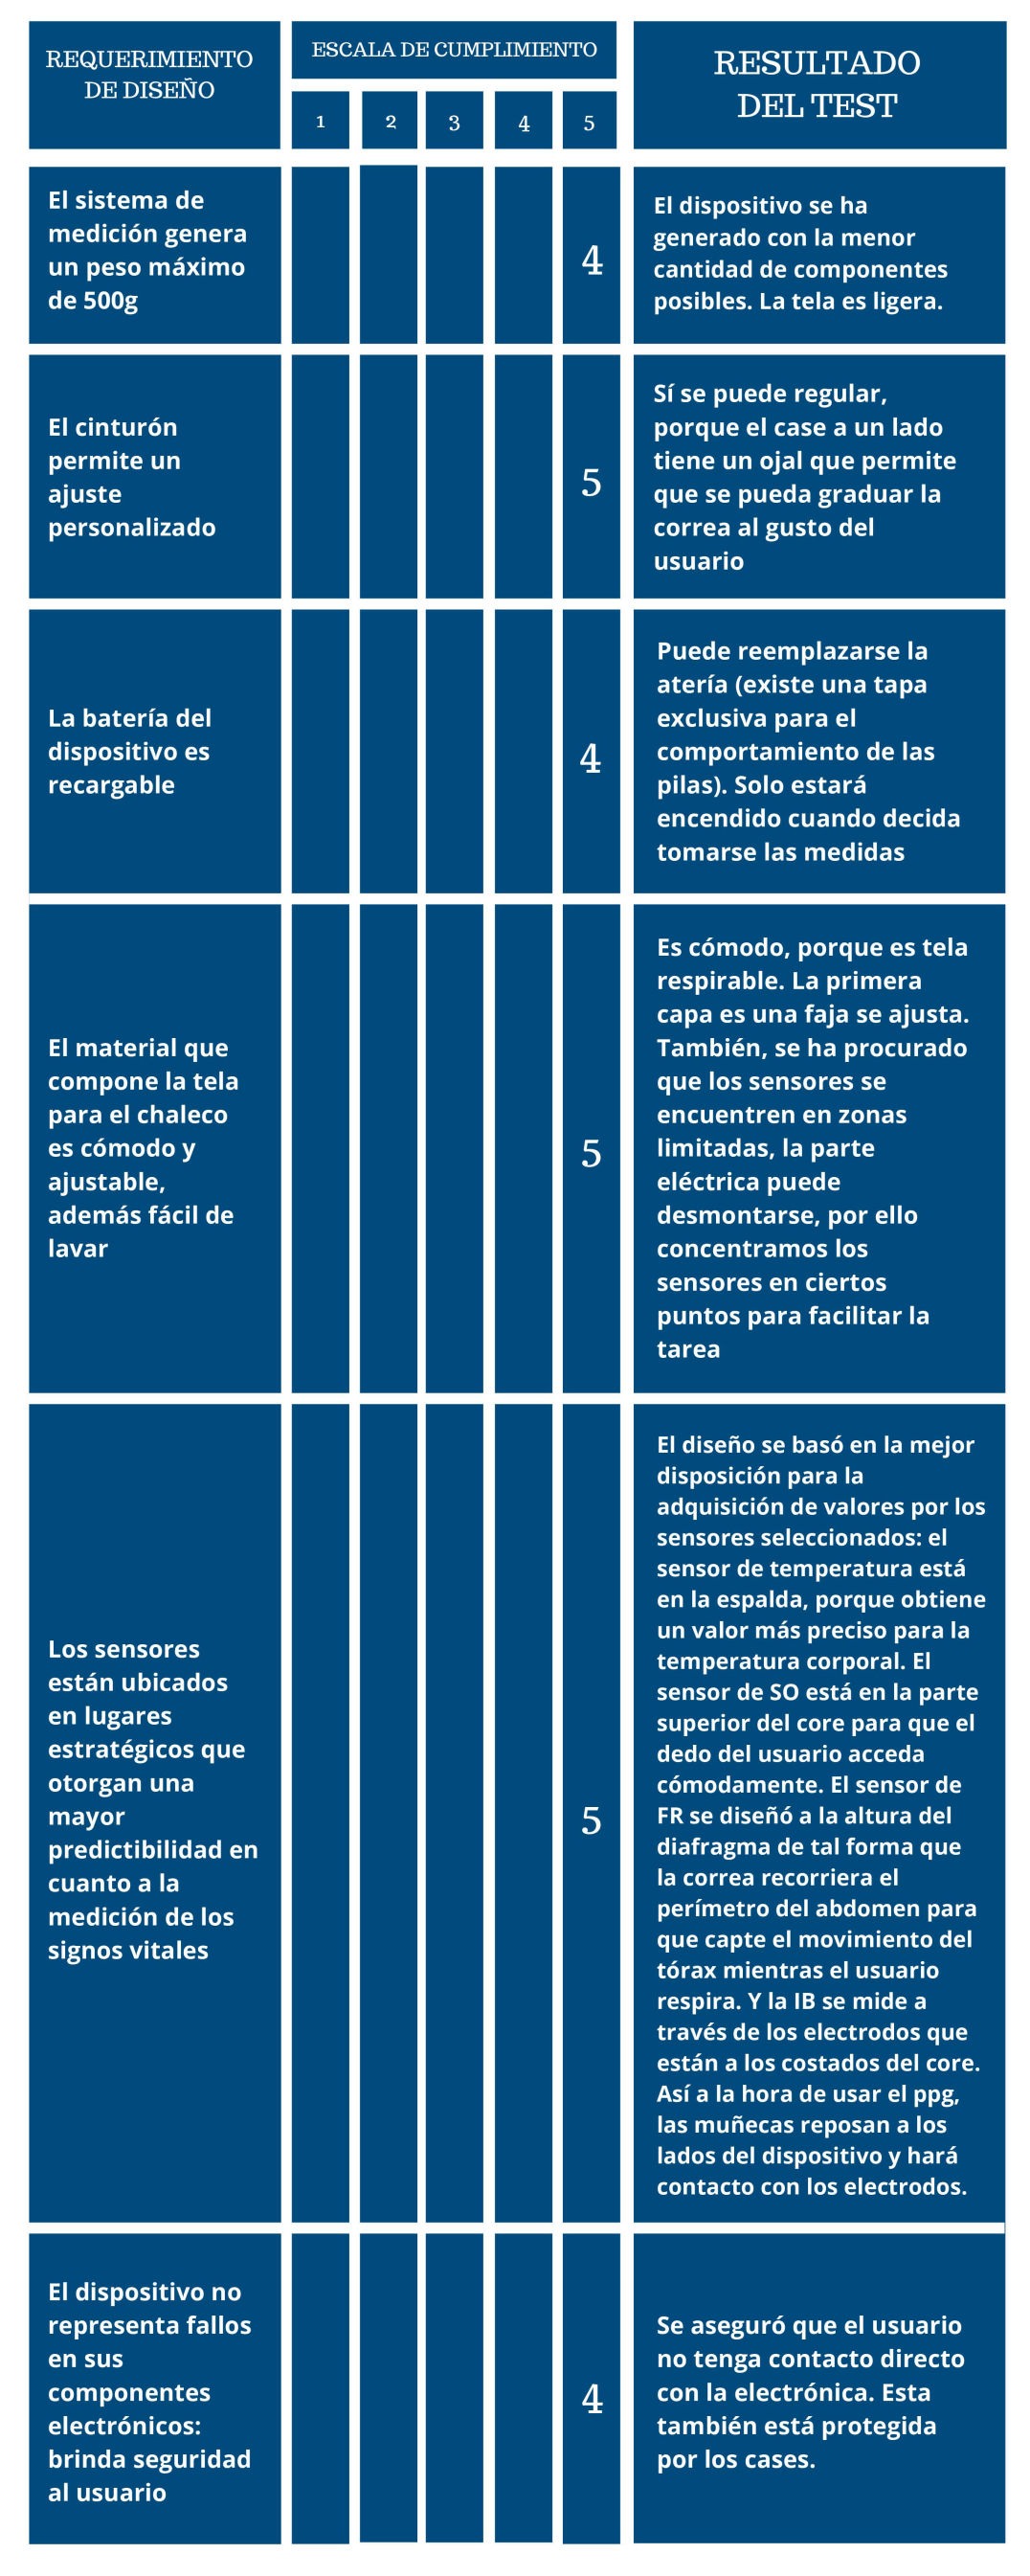 REQUERIMIENTO
DE DISEÑO
ESCALA DE CUMPLIMIENTO
1 2 3 4 5
RESULTADO
DEL TEST
El sistema de
medición genera
un peso máximo
de 500g
4
El dispositivo se ha
generado con la menor
cantidad de componentes
posibles. La tela es ligera.
El cinturón
permite un
ajuste
personalizado
5
Sí se puede regular,
porque el case a un lado
tiene un ojal que permite
que se pueda graduar la
correa al gusto del
usuario
La batería del
dispositivo es
recargable
4
Puede reemplazarse la
atería (existe una tapa
exclusiva para el
comportamiento de las
pilas). Solo estará
encendido cuando decida
tomarse las medidas
El material que
compone la tela
para el chaleco
es cómodo y
ajustable,
además fácil de
lavar
5
Es cómodo, porque es tela
respirable. La primera
capa es una faja se ajusta.
También, se ha procurado
que los sensores se
encuentren en zonas
limitadas, la parte
eléctrica puede
desmontarse, por ello
concentramos los
sensores en ciertos
puntos para facilitar la
tarea
Los sensores
están ubicados
en lugares
estratégicos que
otorgan una
mayor
predictibilidad en
cuanto a la
medición de los
signos vitales
5
El diseño se basó en la mejor
disposición para la
adquisición de valores por los
sensores seleccionados: el
sensor de temperatura está
en la espalda, porque obtiene
un valor más preciso para la
temperatura corporal. El
sensor de SO está en la parte
superior del core para que el
dedo del usuario acceda
cómodamente. El sensor de
FR se diseñó a la altura del
diafragma de tal forma que
la correa recorriera el
perímetro del abdomen para
que capte el movimiento del
tórax mientras el usuario
respira. Y la IB se mide a
través de los electrodos que
están a los costados del core.
Así a la hora de usar el ppg,
las muñecas reposan a los
lados del dispositivo y hará
contacto con los electrodos.
El dispositivo no
representa fallos
en sus
componentes
electrónicos:
brinda seguridad
al usuario
4
Se aseguró que el usuario
no tenga contacto directo
con la electrónica. Esta
también está protegida
por los cases.